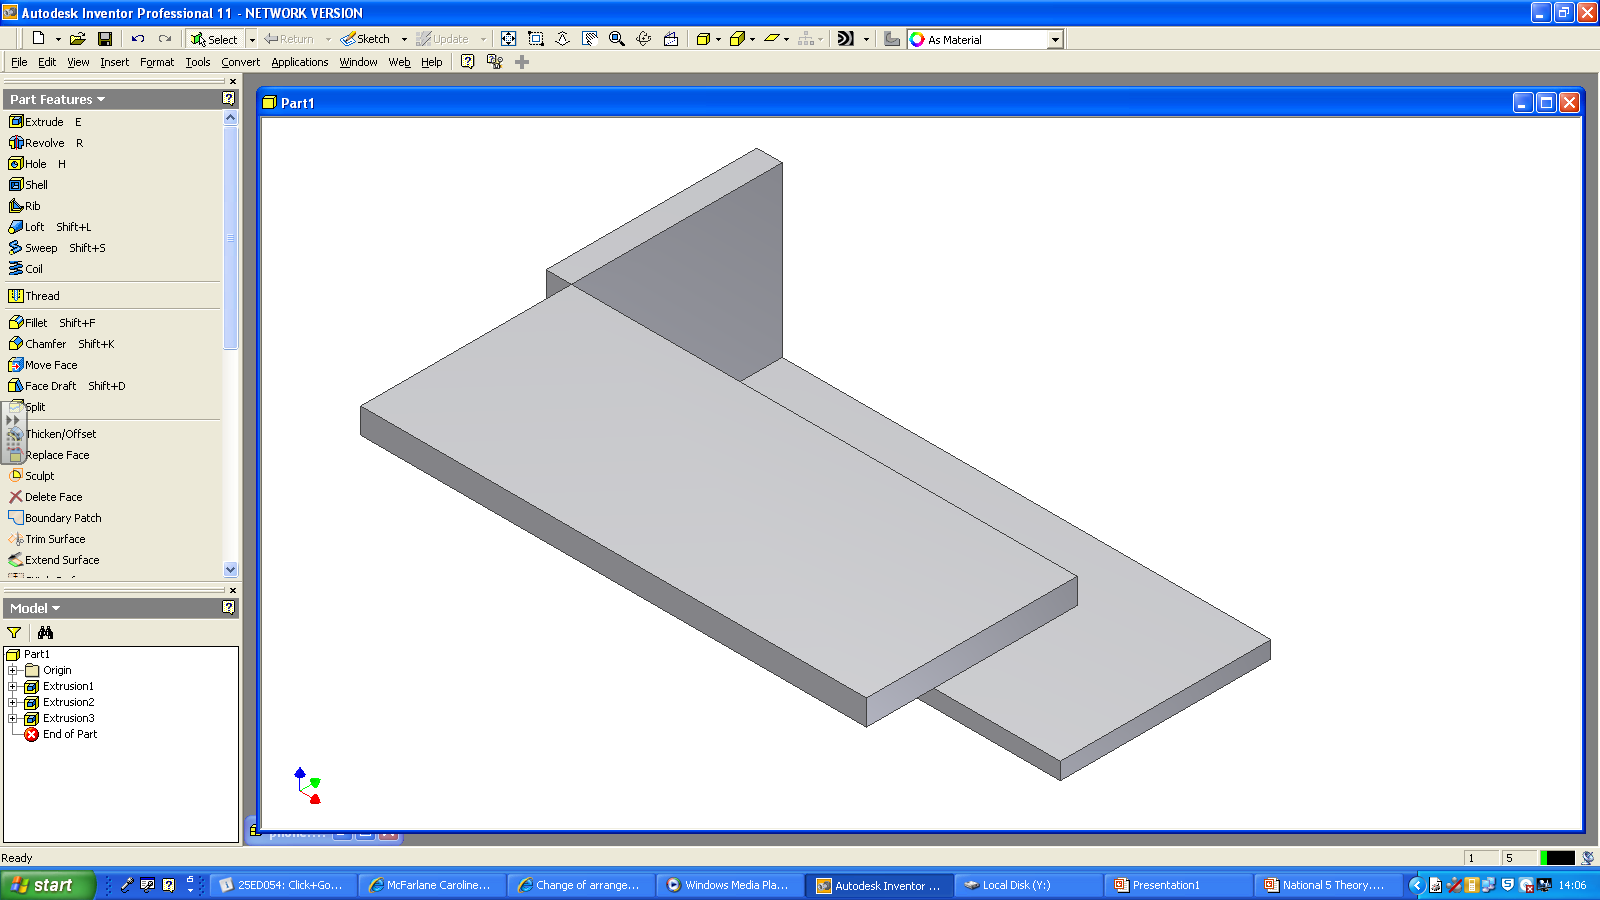 Autodesk Inventor Professional 11 - NETWORK VERSION
Select Return Sketch Update As Material
File Edit View Insert Format Tools Convert Applications Window Web Help
Part Features
Part1
Extrude E
Revolve R
Hole H
Shell
Rib
Loft Shift+L
Sweep Shift+S
Coil
Thread
Fillet Shift+F
Chamfer Shift+K
Move Face
Face Draft Shift+D
Split
Thicken/Offset
Replace Face
Sculpt
Delete Face
Boundary Patch
Trim Surface
Extend Surface
Model
Part1
Origin
Extrusion1
Extrusion2
Extrusion3
End of Part
Ready 1 5
start 25ED054: Click+Go... McFarlane Caroline... Change of arrange... Windows Media Pla... Autodesk Inventor ... Local Disk (Y:) Presentation1 National 5 Theory.... 14:06